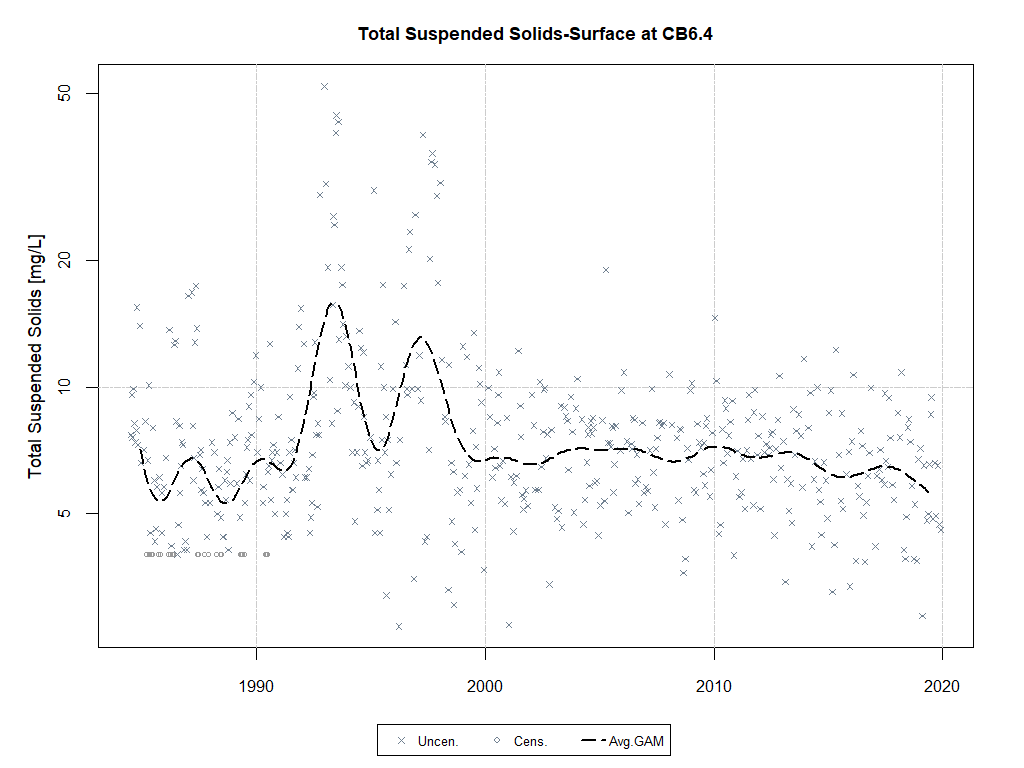 Total Suspended Solids-Surface at CB6.4
Total Suspended Solids [mg/L]
50
20
10
5
1990
2000
2010
2020
Uncen.
Cens.
Avg.GAM